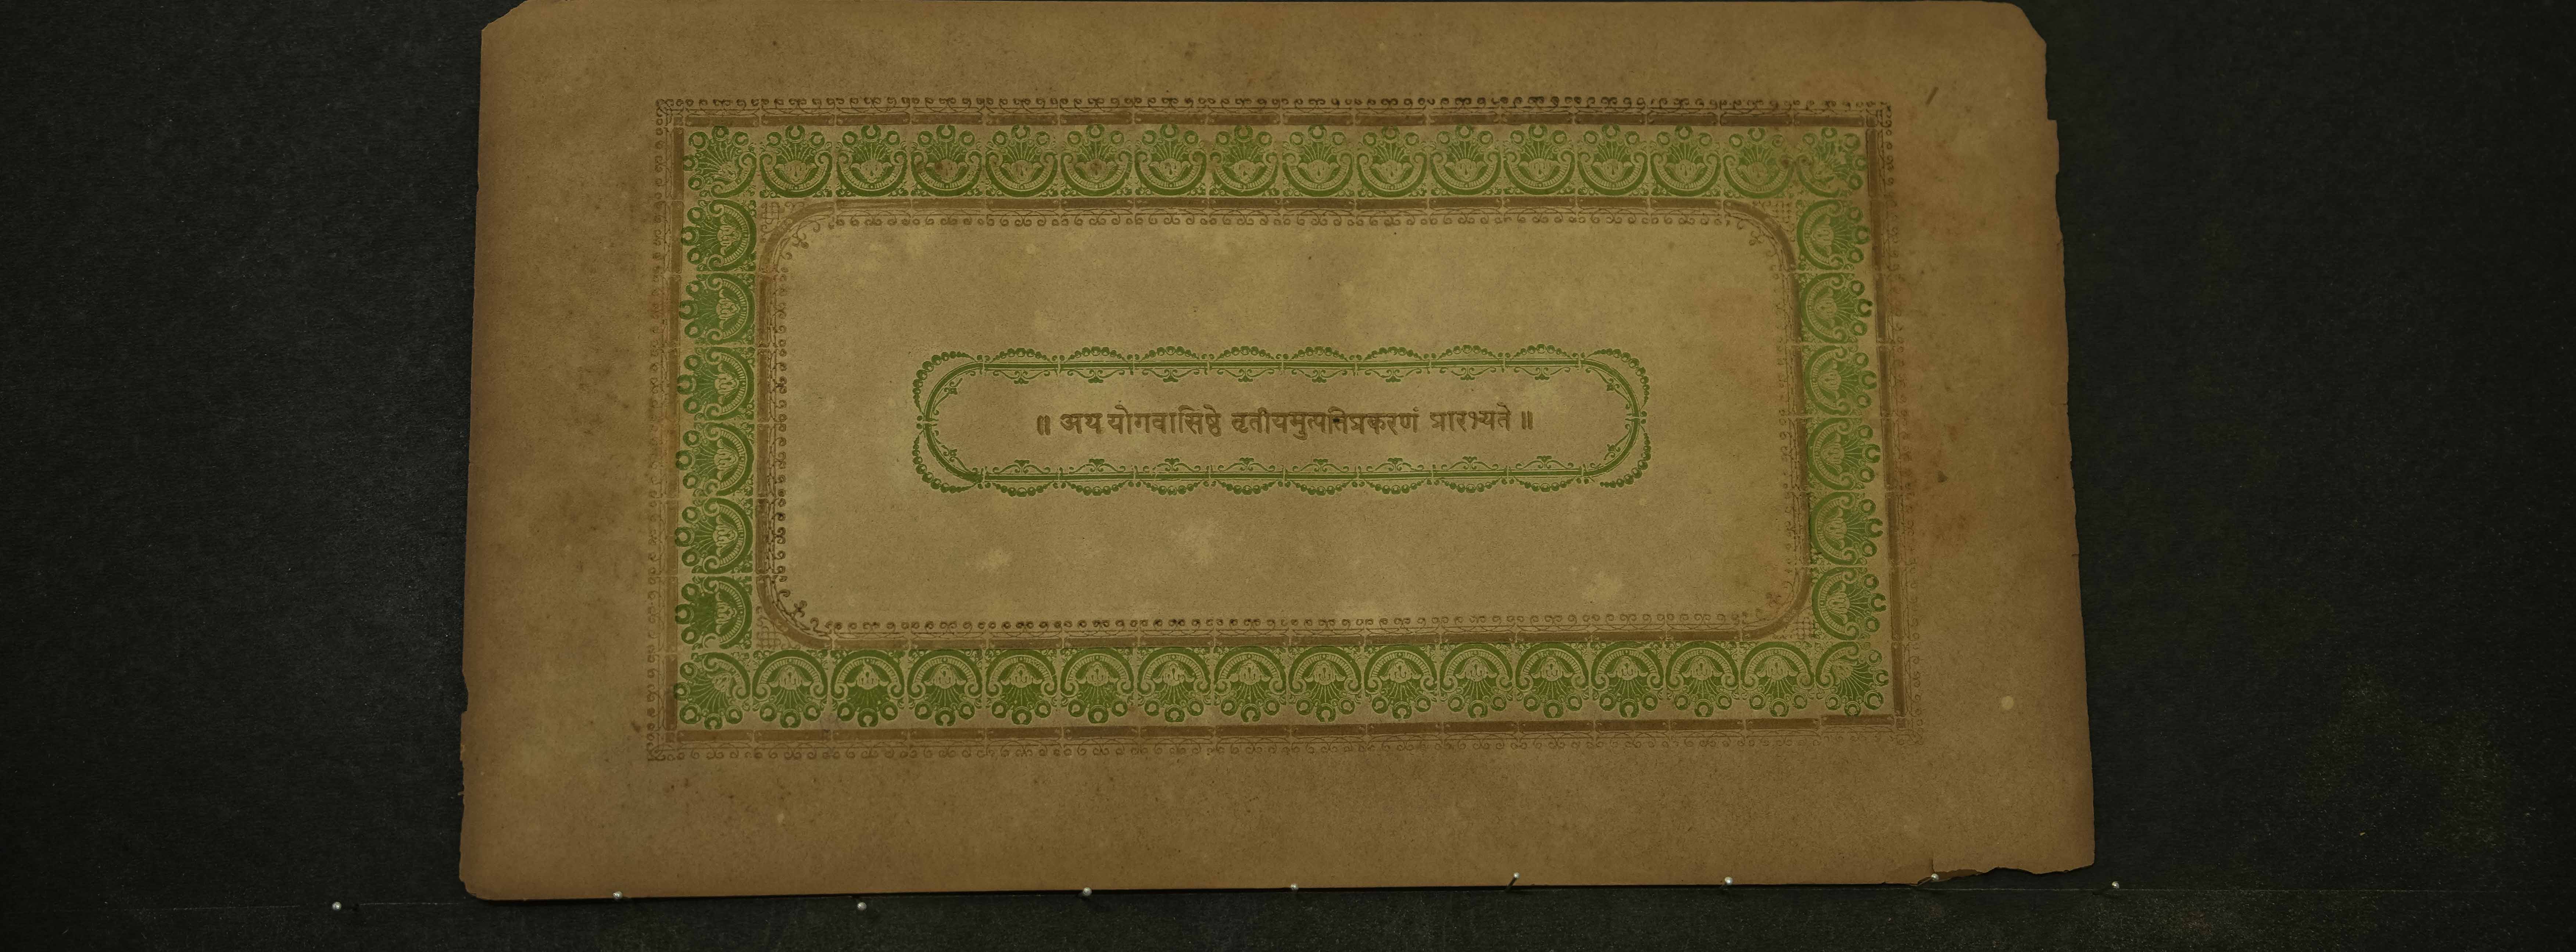 ॥ अथ योगवासिष्ठे तृतीयमुत्पत्तिप्रकरणं प्रारभ्यते ॥